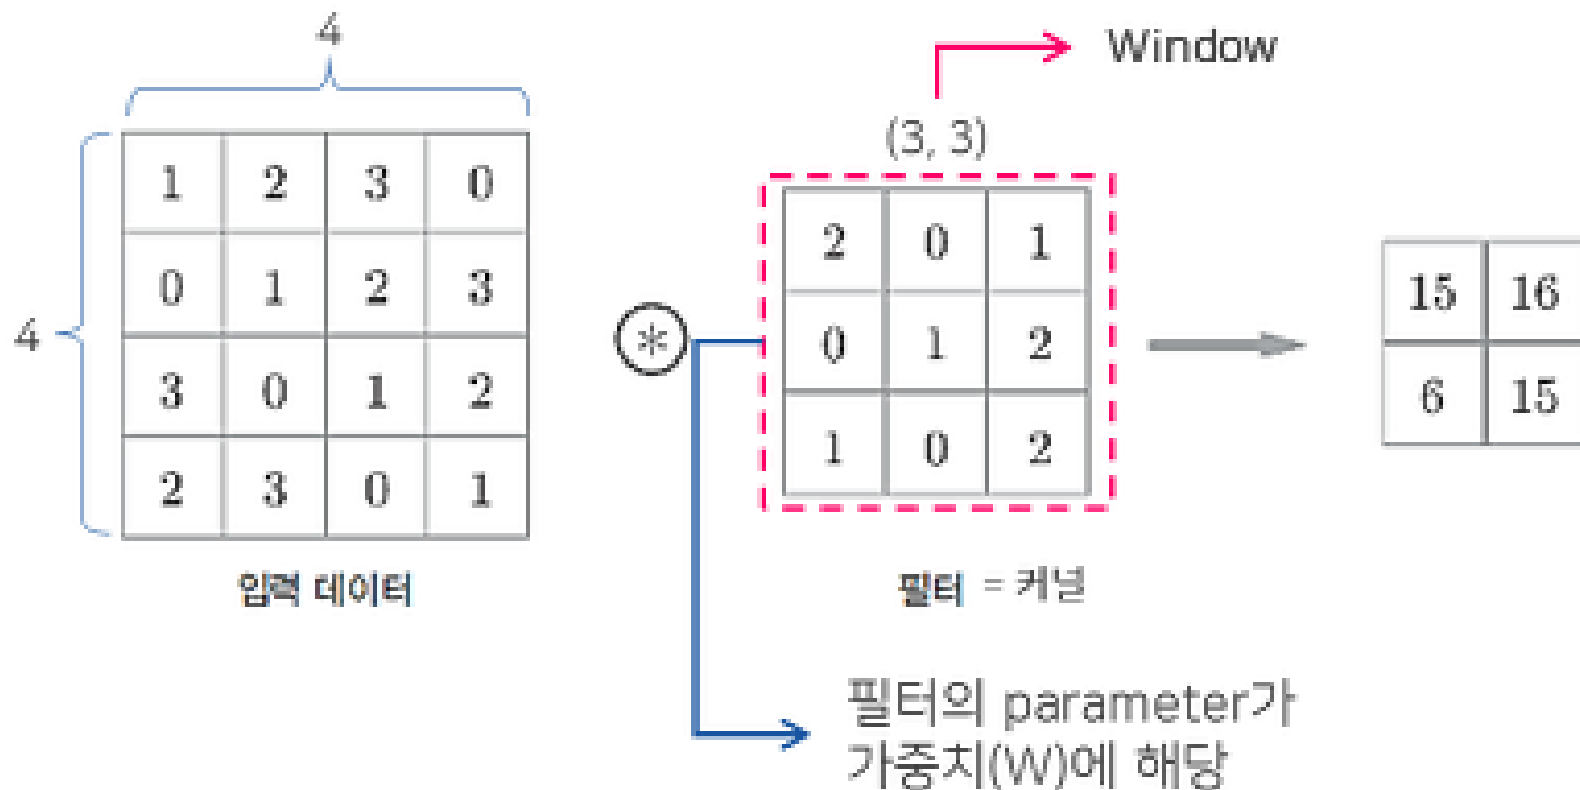 4
Window
(3, 3)
4
1 2 3 0
0 1 2 3
3 0 1 2
2 3 0 1
입력 데이터
*
2 0 1
0 1 2
1 0 2
필터 = 커널
15 16
6 15
필터의 parameter가
가중치(W)에 해당